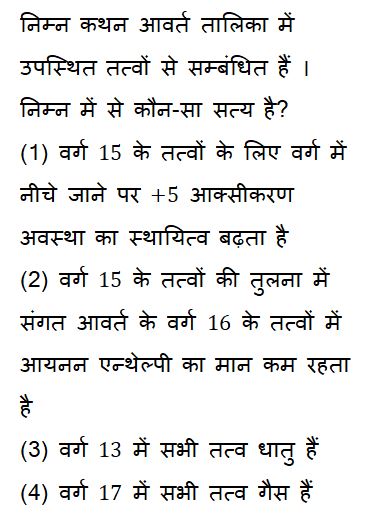 निम्न कथन आवर्त तालिका में
उपस्थित तत्वों से सम्बंधित हैं ।
निम्न में से कौन-सा सत्य है?
(1) वर्ग 15 के तत्वों के लिए वर्ग में
नीचे जाने पर +5 आक्सीकरण
अवस्था का स्थायित्व बढ़ता है
(2) वर्ग 15 के तत्वों की तुलना में
संगत आवर्त के वर्ग 16 के तत्वों में
आयनन एन्थेल्पी का मान कम रहता
है
(3) वर्ग 13 में सभी तत्व धातु हैं
(4) वर्ग 17 में सभी तत्व गैस हैं